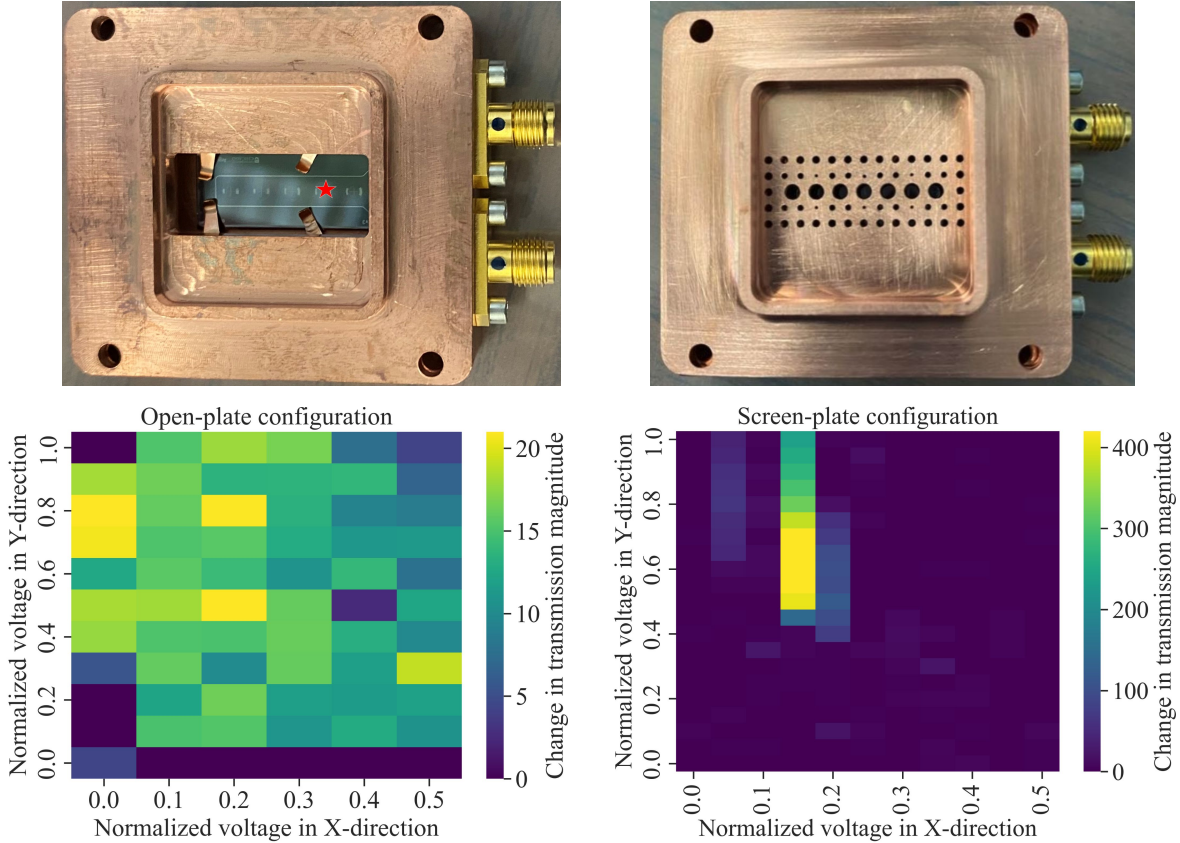 Open-plate configuration
Normalized voltage in Y-direction
1.0
0.8
0.6
0.4
0.2
0.0
0.0 0.1 0.2 0.3 0.4 0.5
Normalized voltage in X-direction
20
15
10
5
0
Change in transmission magnitude
Screen-plate configuration
Normalized voltage in Y-direction
1.0
0.8
0.6
0.4
0.2
0.0
0.0 0.1 0.2 0.3 0.4 0.5
Normalized voltage in X-direction
400
300
200
100
0
Change in transmission magnitude